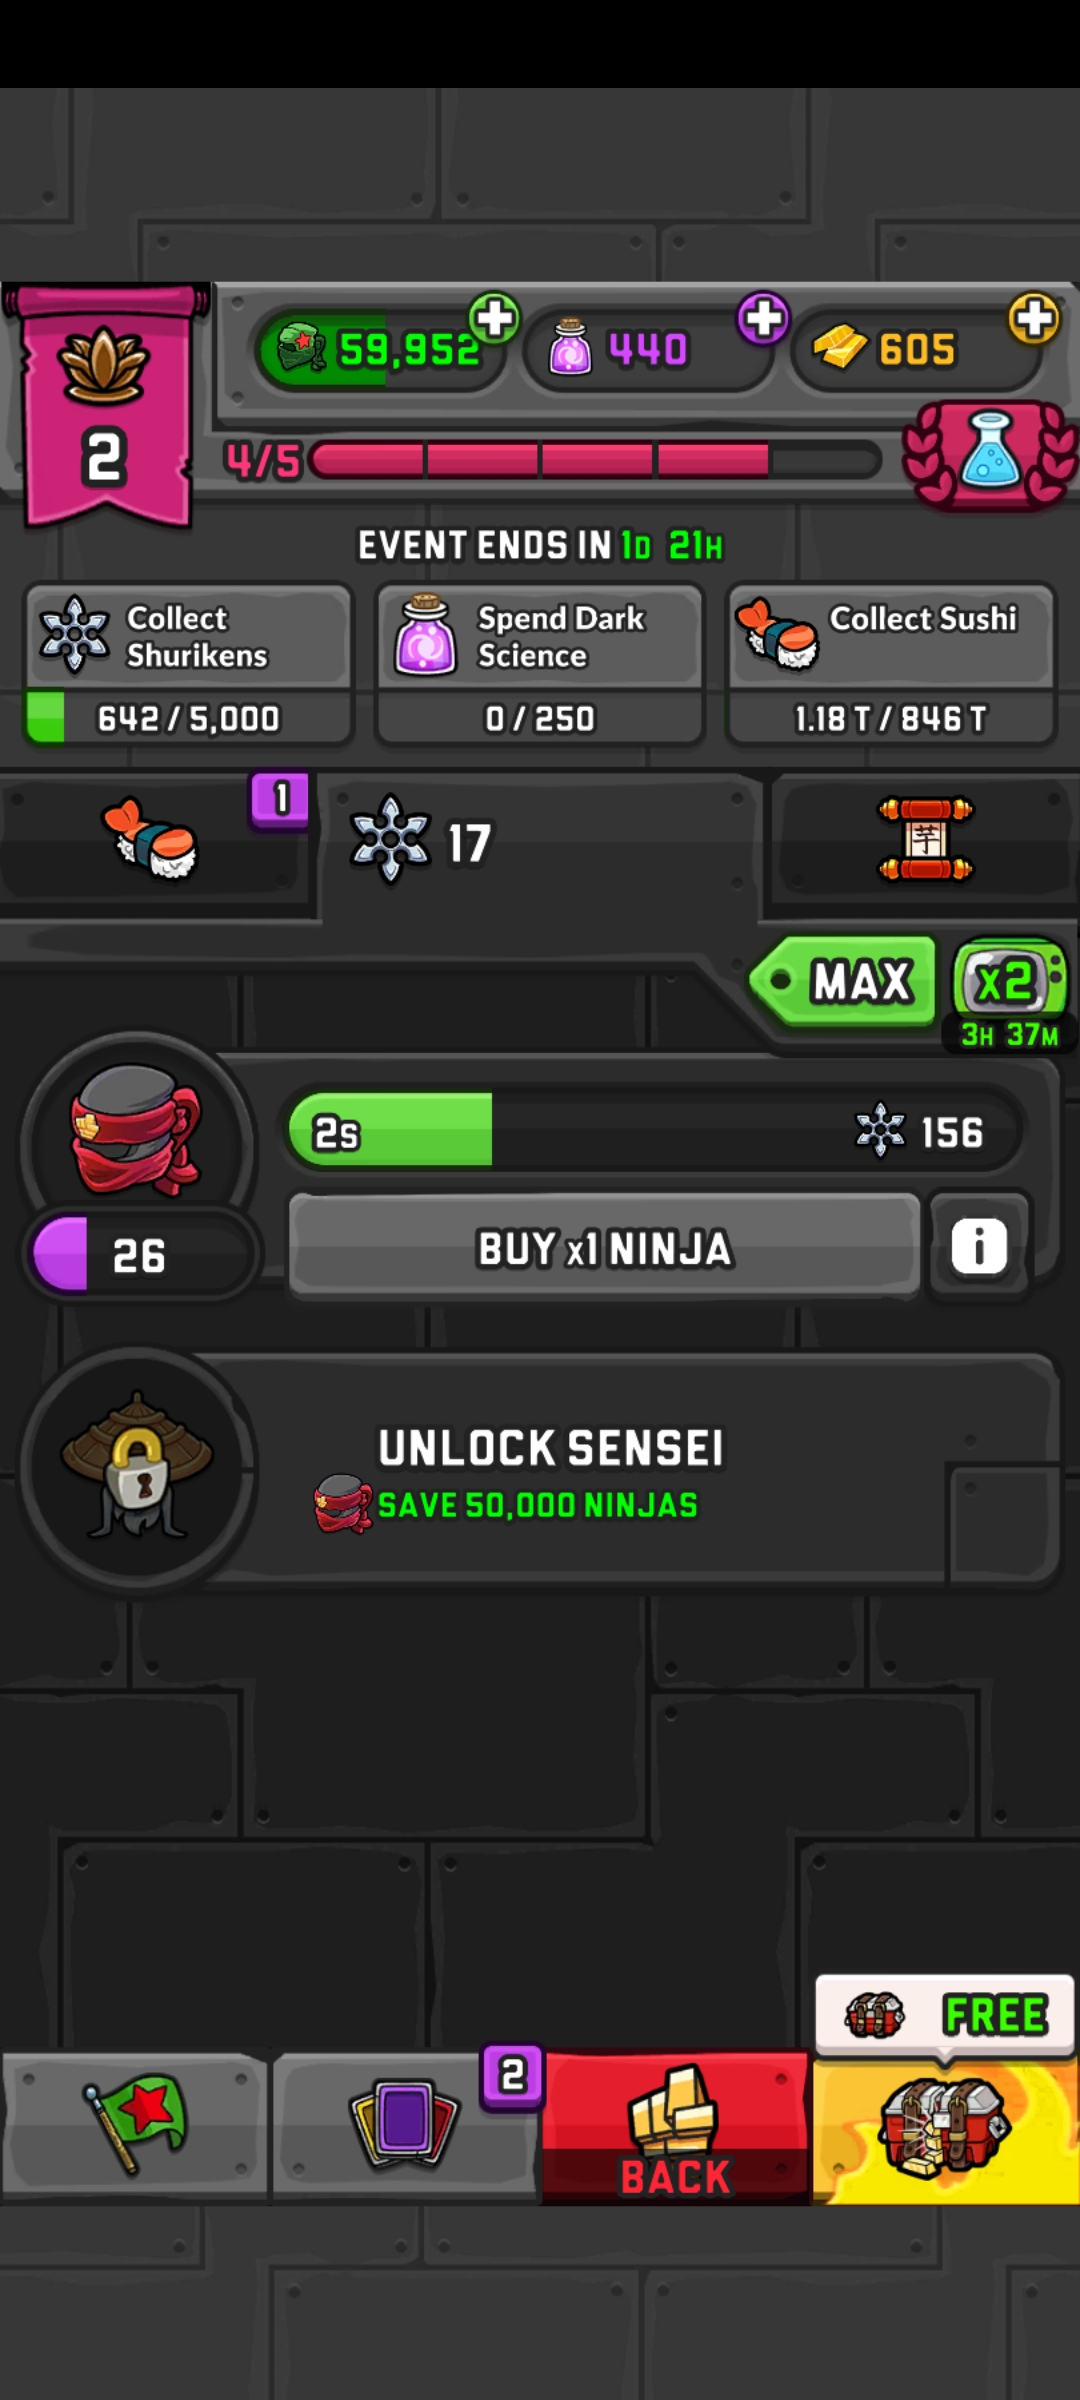 59,952
440
605
2
4/5
EVENT ENDS IN 1D 21H
Collect
Shurikens
642 / 5,000
Spend Dark
Science
0 / 250
Collect Sushi
1.18 T / 846 T
1
17
芋
MAX
x2
3H 37M
2s
156
26
BUY x1 NINJA
i
UNLOCK SENSEI
SAVE 50,000 NINJAS
FREE
2
BACK